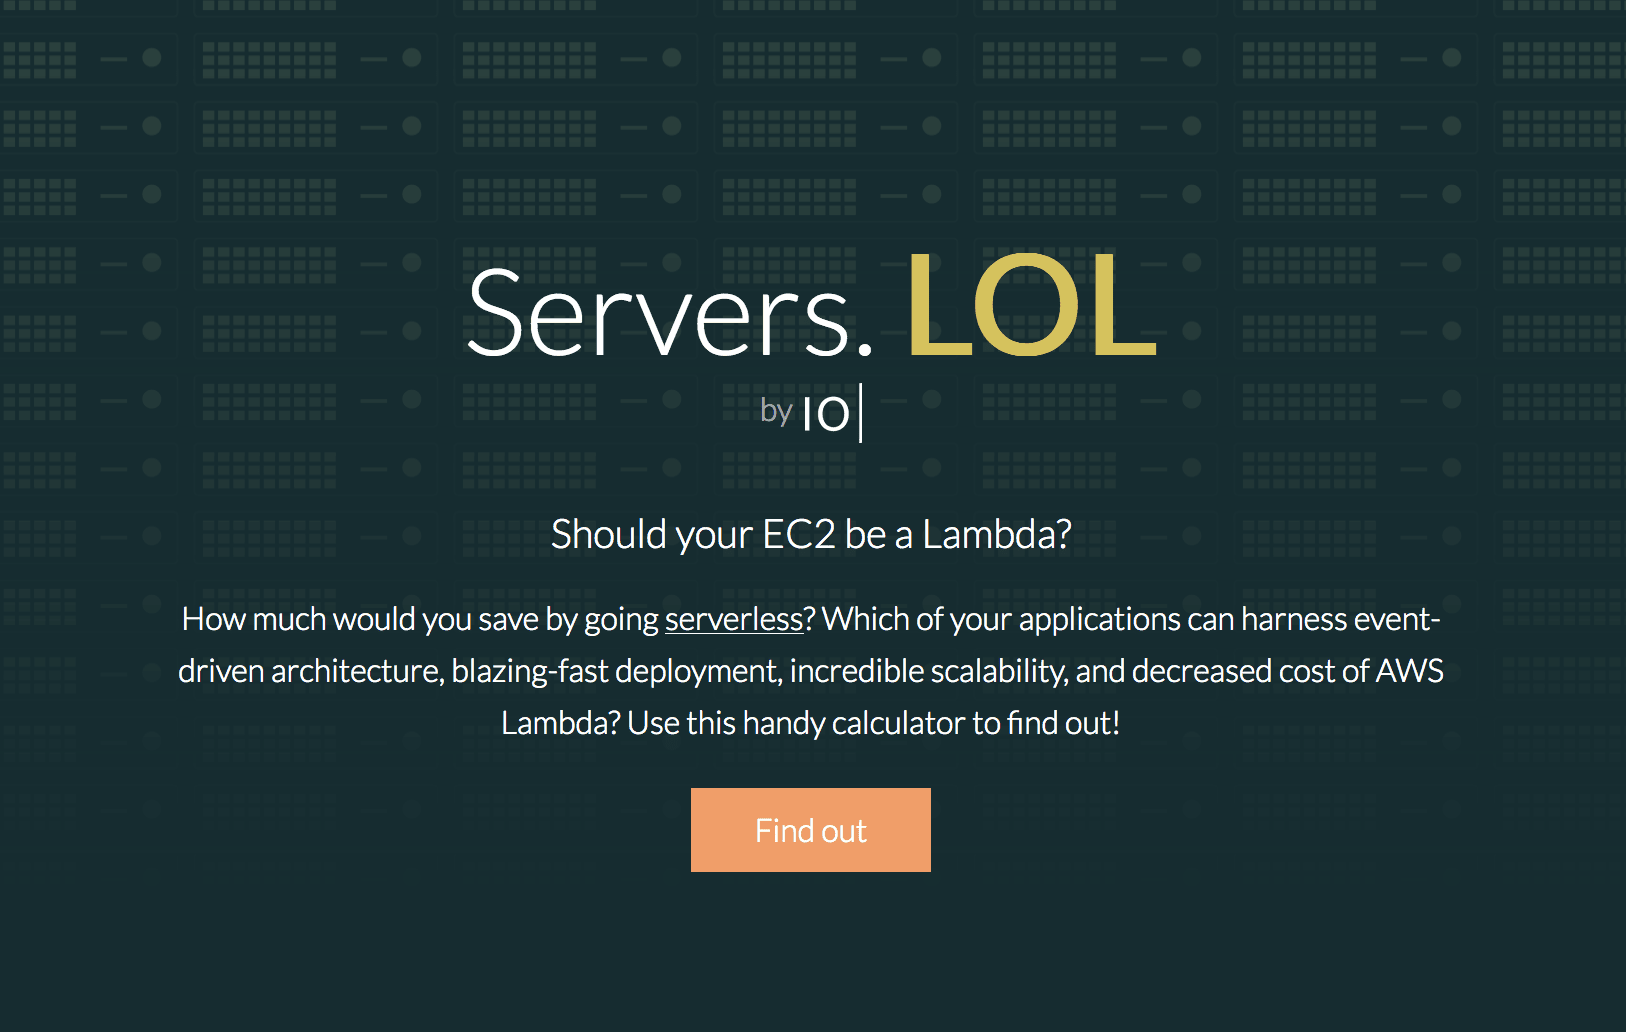 Servers. LOL
by IO|
Should your EC2 be a Lambda?
How much would you save by going serverless? Which of your applications can harness event-
driven architecture, blazing-fast deployment, incredible scalability, and decreased cost of AWS
Lambda? Use this handy calculator to find out!
Find out